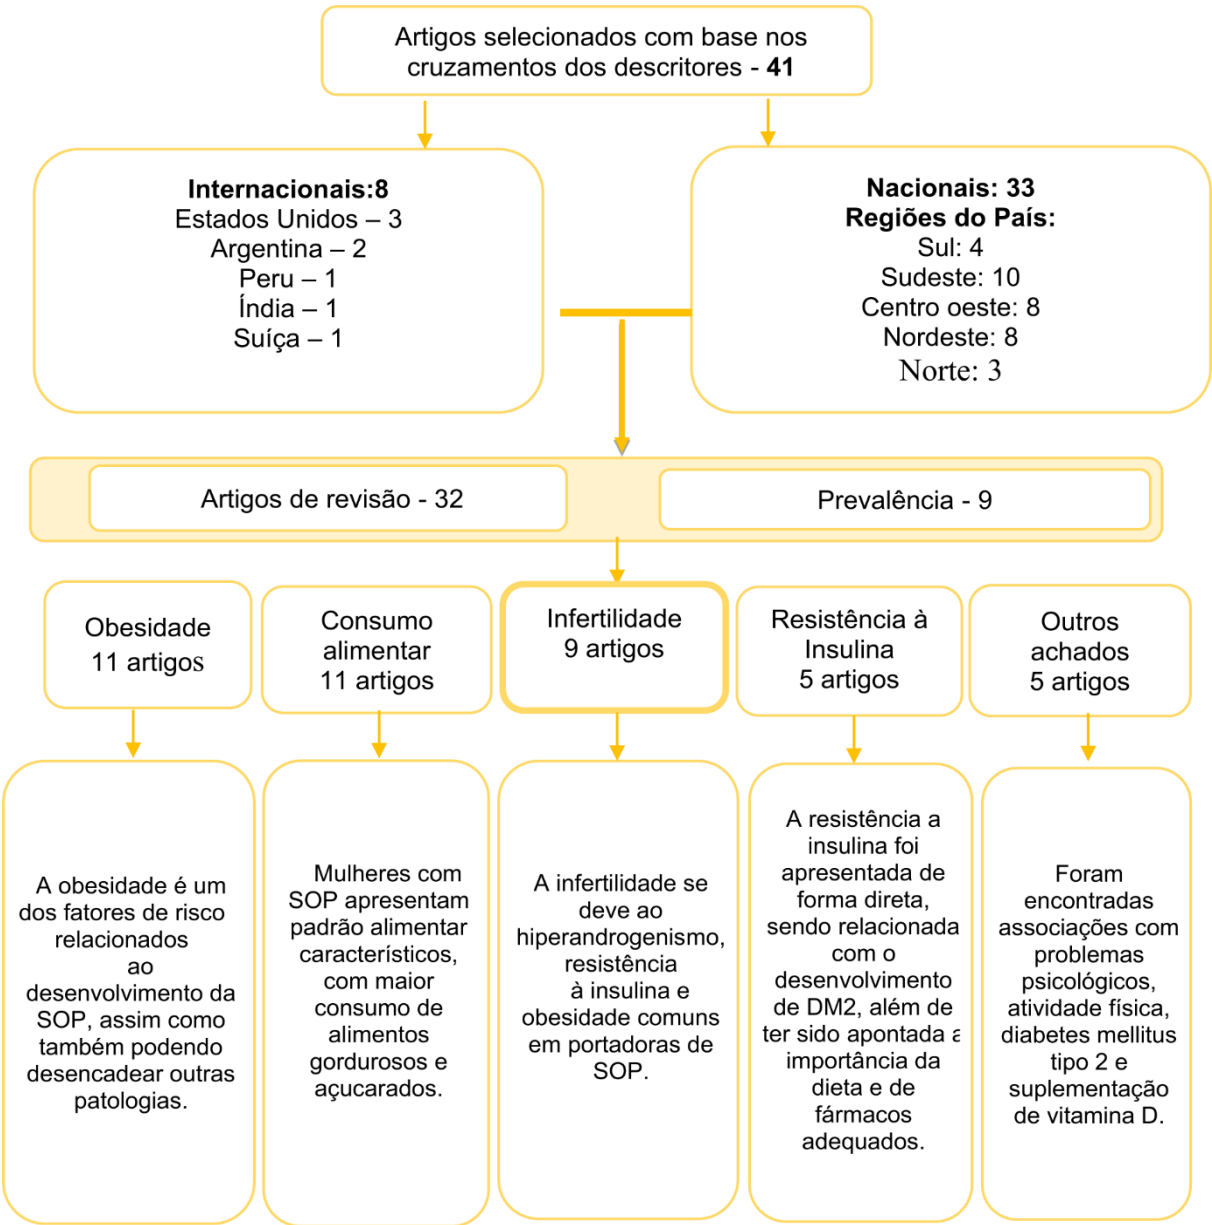 Artigos selecionados com base nos
cruzamentos dos descritores - 41
Internacionais:8
Estados Unidos – 3
Argentina – 2
Peru – 1
Índia – 1
Suíça – 1
Nacionais: 33
Regiões do País:
Sul: 4
Sudeste: 10
Centro oeste: 8
Nordeste: 8
Norte: 3
Artigos de revisão - 32
Prevalência - 9
Obesidade
11 artigos
Consumo
alimentar
11 artigos
Infertilidade
9 artigos
Resistência à
Insulina
5 artigos
Outros
achados
5 artigos
A obesidade é um
dos fatores de risco
relacionados
ao
desenvolvimento da
SOP, assim como
também podendo
desencadear outras
patologias.
Mulheres com
SOP apresentam
padrão alimentar
característicos,
com maior
consumo de
alimentos
gordurosos e
açucarados.
A infertilidade se
deve ao
hiperandrogenismo,
resistência
à insulina e
obesidade comuns
em portadoras de
SOP.
A resistência a
insulina foi
apresentada de
forma direta,
sendo relacionada
com o
desenvolvimento
de DM2, além de
ter sido apontada a
importância da
dieta e de
fármacos
adequados.
Foram
encontradas
associações com
problemas
psicológicos,
atividade física,
diabetes mellitus
tipo 2 e
suplementação
de vitamina D.